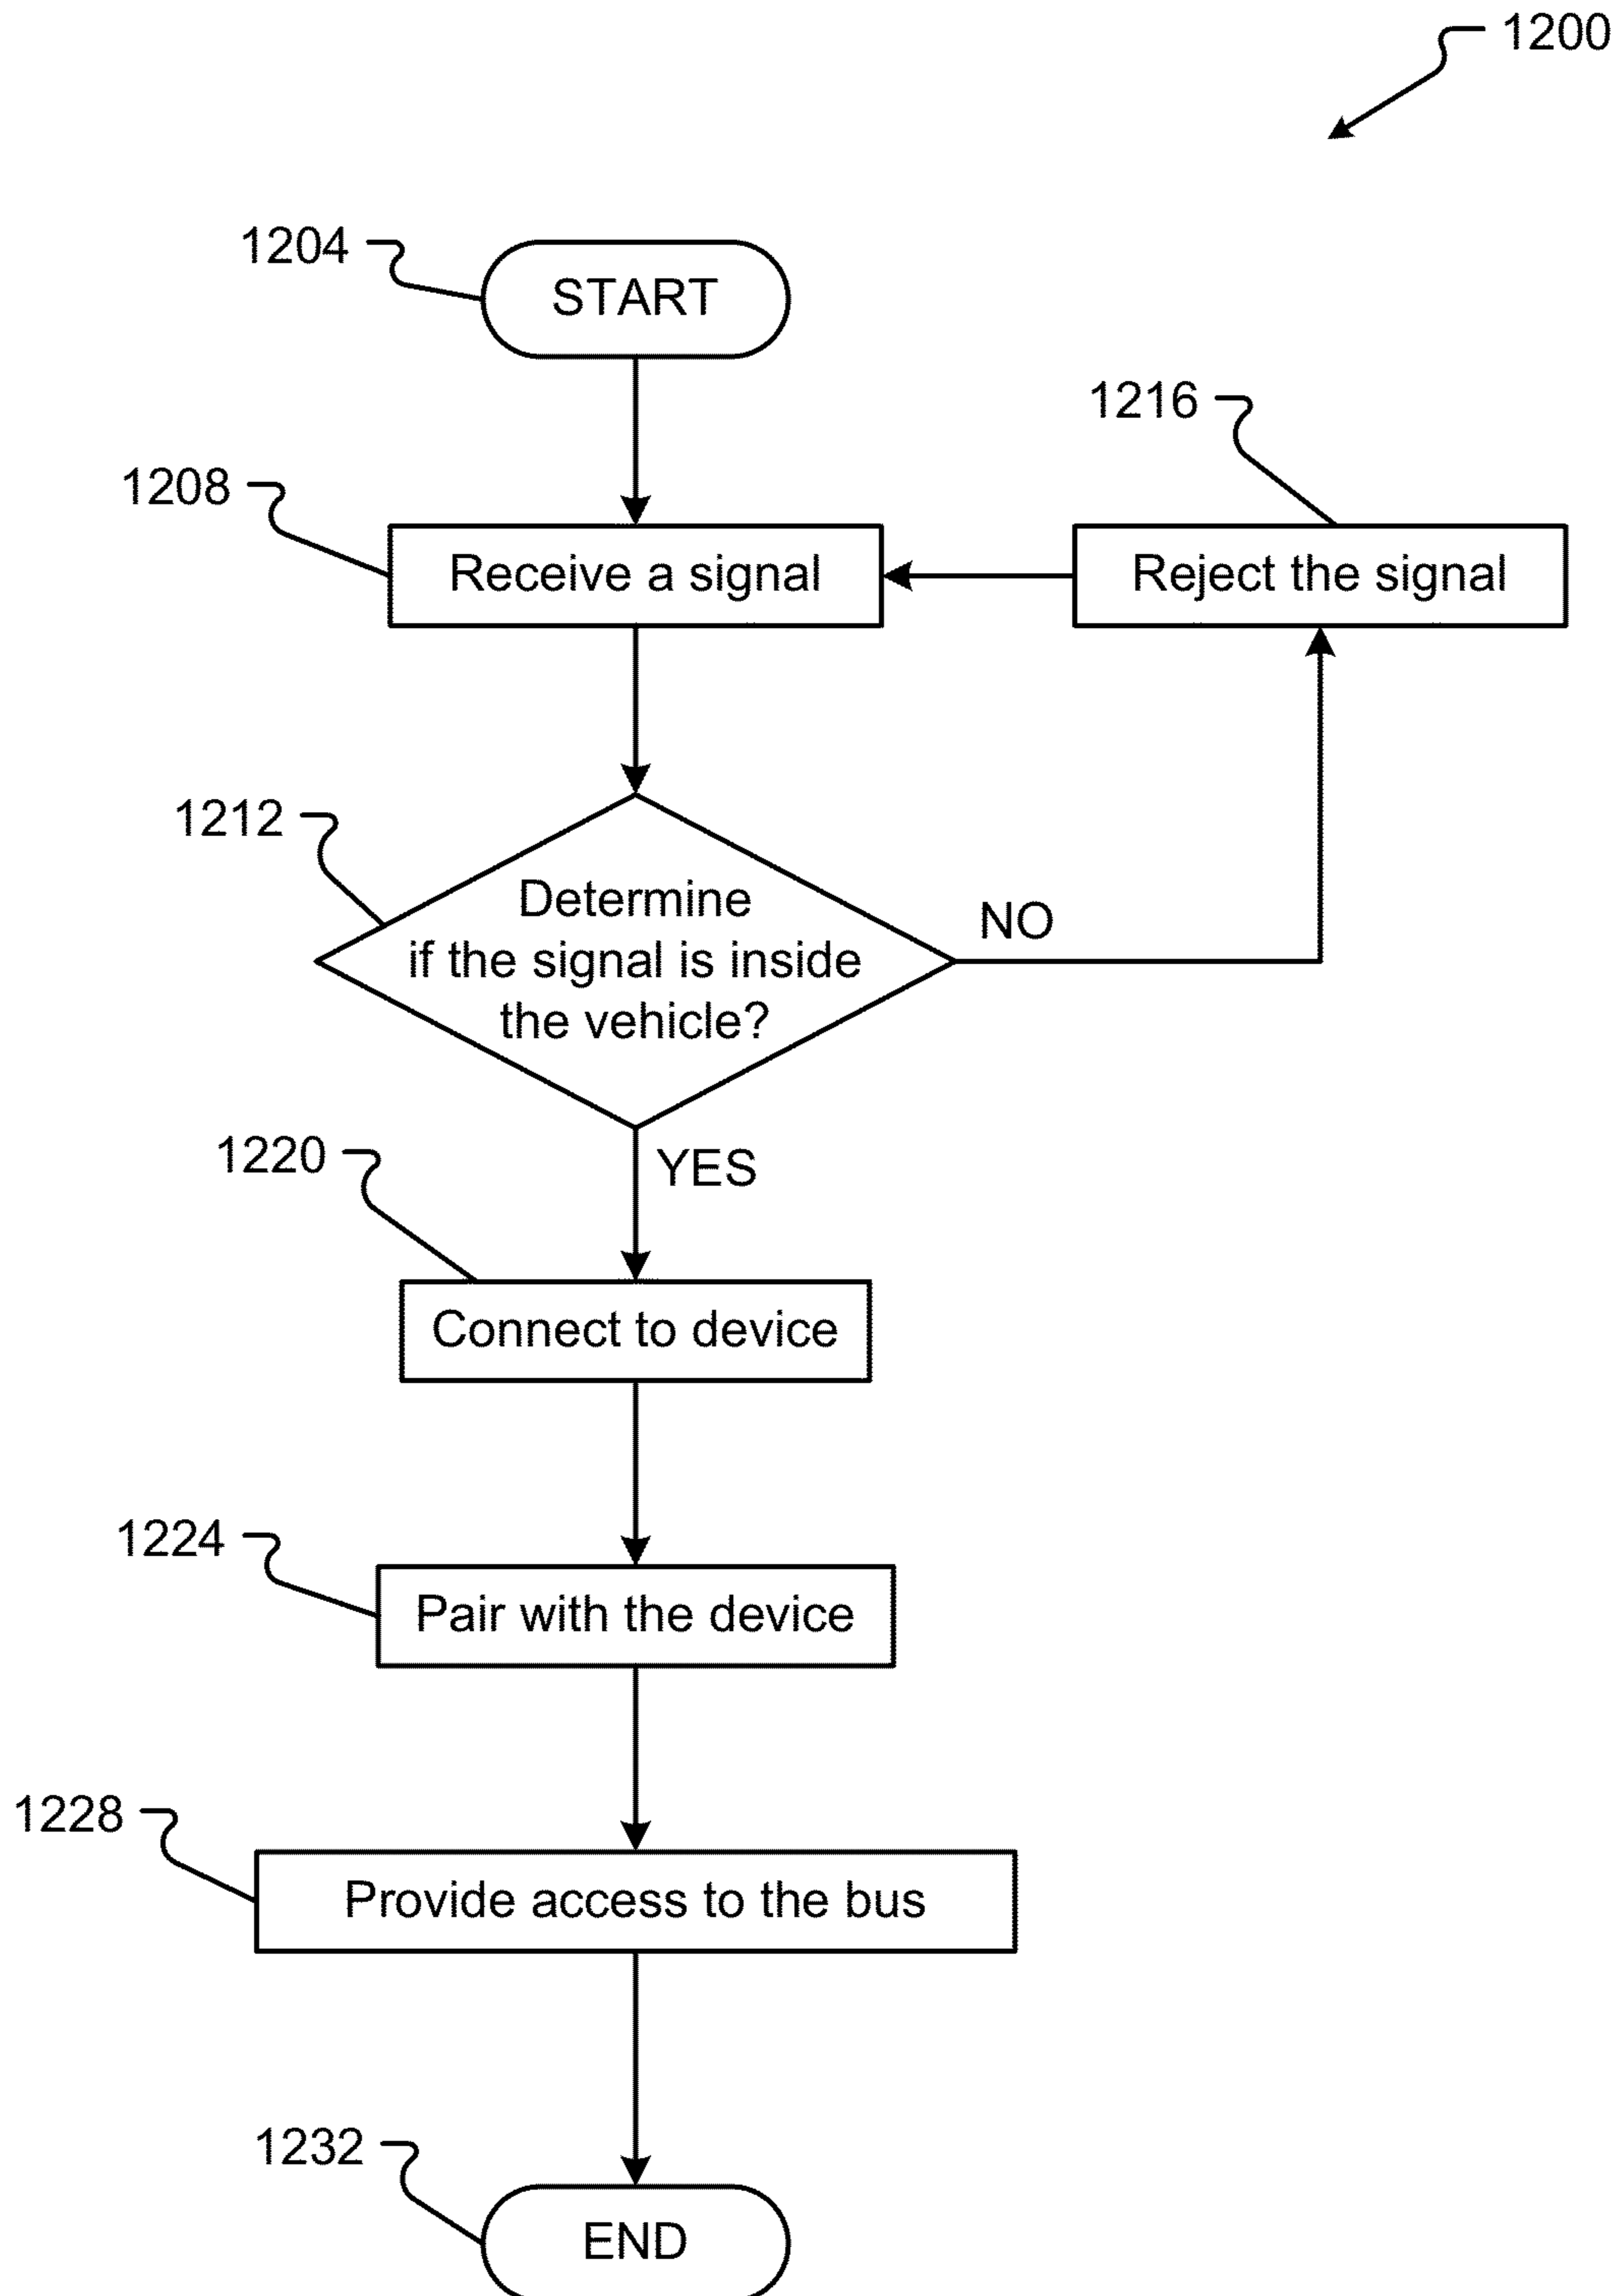 1200
1204
START
1216
1208
Receive a signal
Reject the signal
1212
Determine
if the signal is inside
the vehicle?
NO
1220
YES
Connect to device
1224
Pair with the device
1228
Provide access to the bus
1232
END